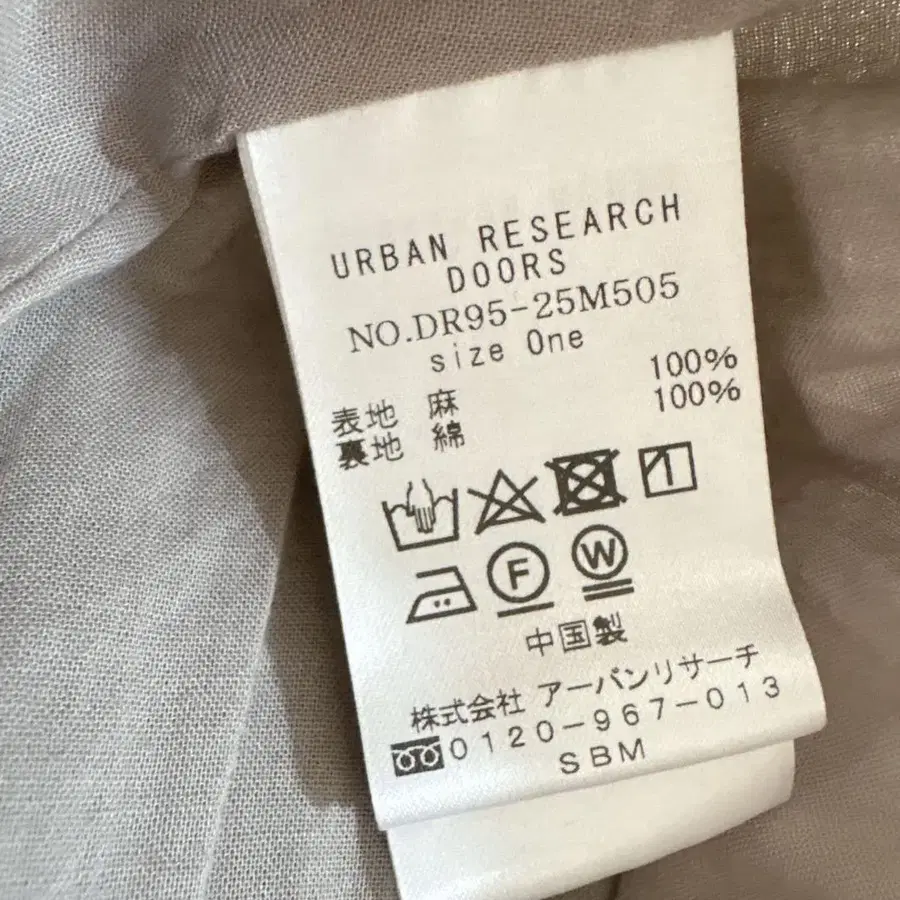 URBAN RESEARCH
DOORS
NO.DR95-25M505
size One
表地 麻 100%
裏地 綿 100%
F W
中国製
株式会社 アーバンリサーチ
0120-967-013
SBM